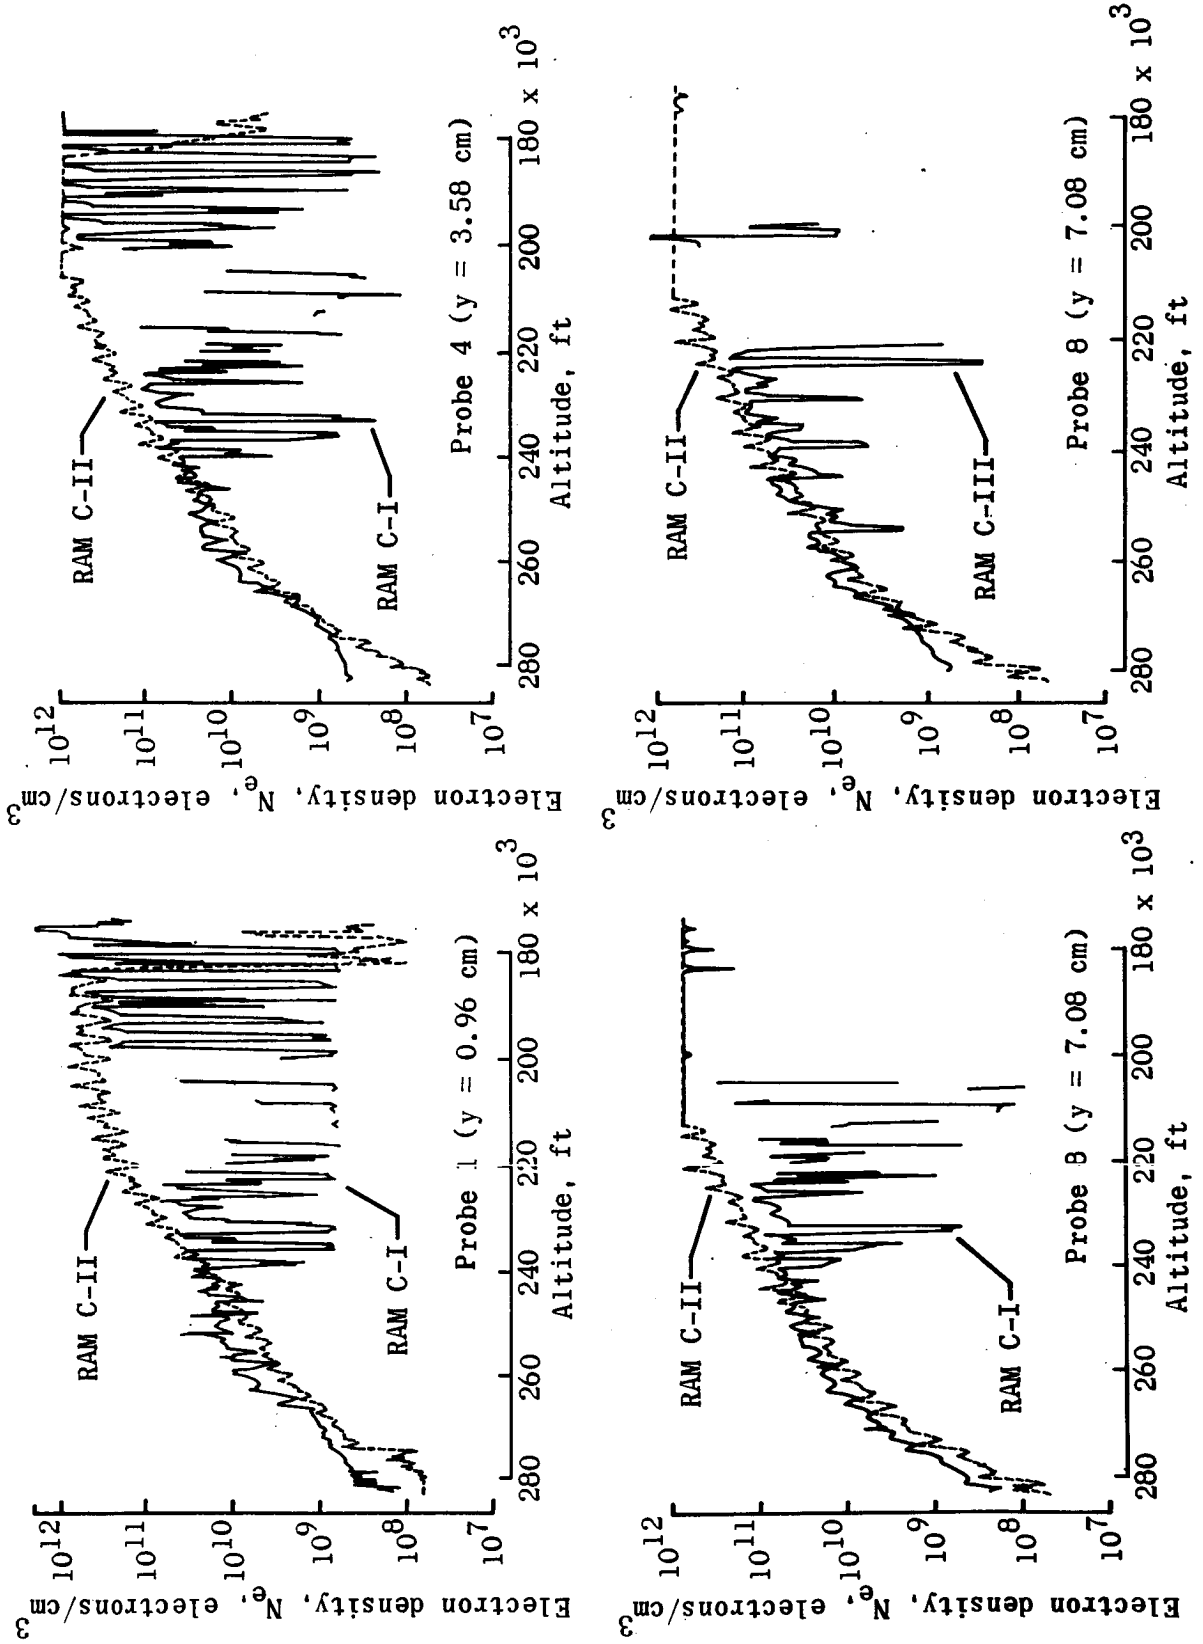 10^12
10^11
10^10
10^9
10^8
10^7
Electron density, N_e, electrons/cm^3
RAM C-II
RAM C-I
Probe 1 (y = 0.96 cm)
280
260
240
220
200
180 x 10^3
Altitude, ft
10^12
10^11
10^10
10^9
10^8
10^7
Electron density, N_e, electrons/cm^3
RAM C-II
RAM C-I
Probe 4 (y = 3.58 cm)
280
260
240
220
200
180 x 10^3
Altitude, ft
10^12
10^11
10^10
10^9
10^8
10^7
Electron density, N_e, electrons/cm^3
RAM C-II
RAM C-I
Probe 8 (y = 7.08 cm)
280
260
240
220
200
180 x 10^3
Altitude, ft
10^12
10^11
10^10
10^9
10^8
10^7
Electron density, N_e, electrons/cm^3
RAM C-II
RAM C-III
Probe 8 (y = 7.08 cm)
280
260
240
220
200
180 x 10^3
Altitude, ft